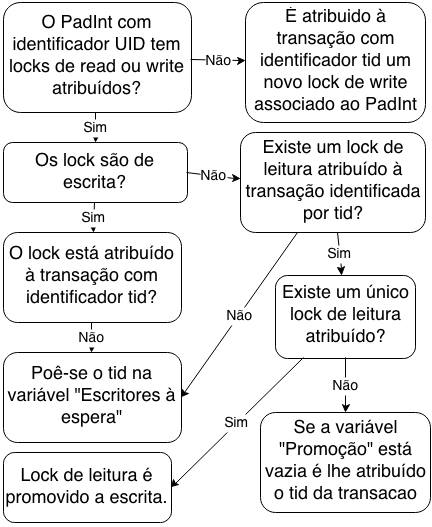 O PadInt com
identificador UID tem
locks de read ou write
atribuídos?
Não
É atribuido à
transação com
identificador tid um
novo lock de write
associado ao PadInt
Sim
Os lock são de
escrita?
Não
Existe um lock de
leitura atribuído à
transação identificada
por tid?
Sim
O lock está atribuído
à transação com
identificador tid?
Sim
Existe um único
lock de leitura
atribuído?
Não
Não
Poê-se o tid na
variável "Escritores à
espera"
Não
Sim
Se a variável
"Promoção" está
vazia é lhe atribuído
o tid da transacao
Lock de leitura é
promovido a escrita.